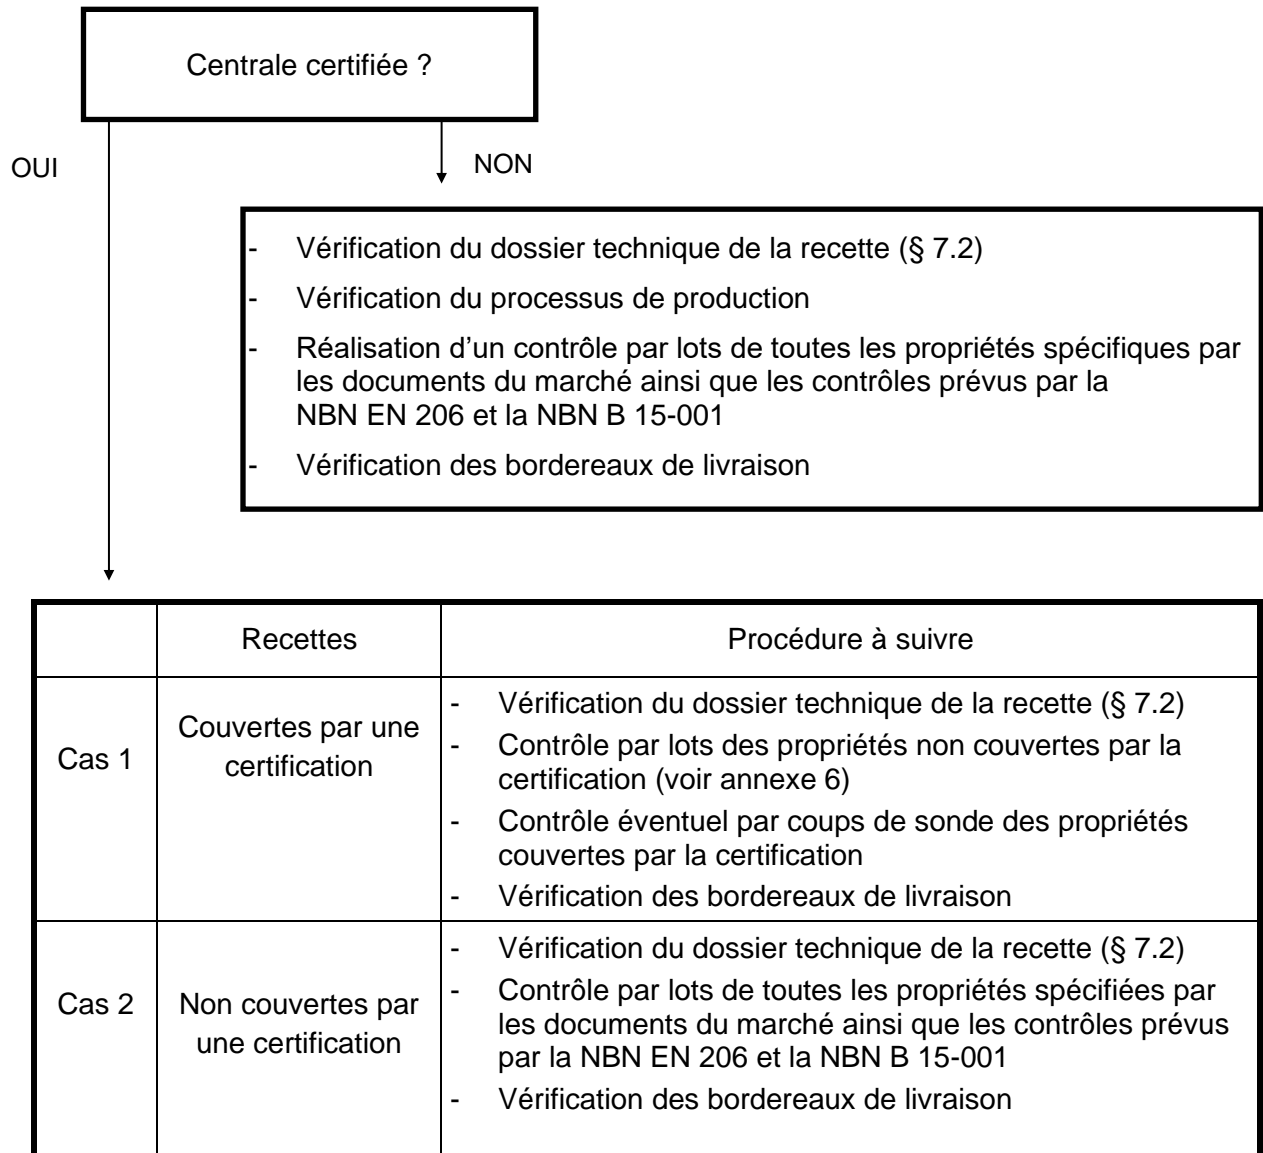 Centrale certifiée ?
OUI
NON
- Vérification du dossier technique de la recette (§ 7.2)
- Vérification du processus de production
- Réalisation d’un contrôle par lots de toutes les propriétés spécifiques par
les documents du marché ainsi que les contrôles prévus par la
NBN EN 206 et la NBN B 15-001
- Vérification des bordereaux de livraison
Recettes
Procédure à suivre
Cas 1
Couvertes par une
certification
- Vérification du dossier technique de la recette (§ 7.2)
- Contrôle par lots des propriétés non couvertes par la
certification (voir annexe 6)
- Contrôle éventuel par coups de sonde des propriétés
couvertes par la certification
- Vérification des bordereaux de livraison
Cas 2
Non couvertes par
une certification
- Vérification du dossier technique de la recette (§ 7.2)
- Contrôle par lots de toutes les propriétés spécifiées par
les documents du marché ainsi que les contrôles prévus
par la NBN EN 206 et la NBN B 15-001
- Vérification des bordereaux de livraison